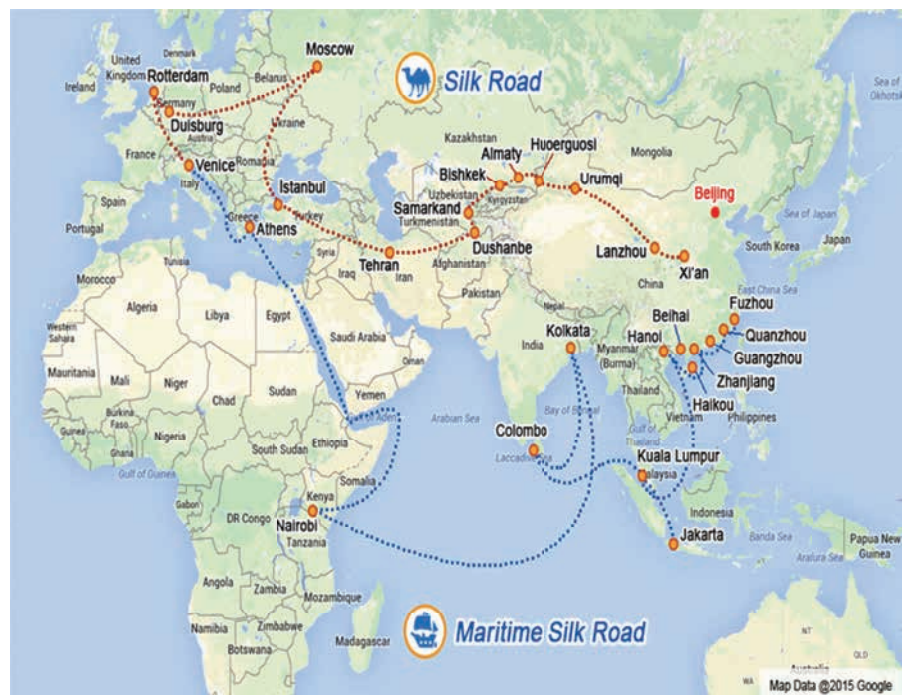 Moscow
Silk Road
United
Kingdom
Denmark
Rotterdam
Ireland
Poland
Belarus
Germany
Duisburg
Ukraine
Austria
France
Venice
Romania
Italy
Istanbul
Spain
Portugal
Greece
Turkey
Athens
Kazakhstan
Almaty
Huoerguosi
Mongolia
Bishkek
Urumqi
Uzbekistan
Kyrgyzstan
Samarkand
Turkmenistan
Dushanbe
Beijing
Sea of
Okhotsk
Sea of Japan
South Korea
Japan
Tehran
Syria
Iraq
Iran
Afghanistan
Pakistan
Lanzhou
Xi'an
China
East China Sea
Tunisia
Morocco
Algeria
Libya
Egypt
Western
Sahara
Saudi Arabia
Oman
Nepal
Kolkata
India
Myanmar
(Burma)
Hanoi
Beihai
Fuzhou
Quanzhou
Guangzhou
Zhanjiang
Haikou
Mauritania
Mali
Niger
Chad
Sudan
Yemen
Thailand
Vietnam
Philippines
Burkina
Faso
Guinea
Ghana
Nigeria
South Sudan
Ethiopia
Somalia
Arabian Sea
Bay of Bengal
Gulf of
Thailand
Gulf of Guinea
Colombo
Laccadive Sea
Kuala Lumpur
Malaysia
Gabon
DR Congo
Kenya
Nairobi
Tanzania
Indonesia
Jakarta
Banda Sea
Arafura Sea
Papua New
Guinea
Angola
Zambia
Mozambique
Namibia
Zimbabwe
Botswana
Madagascar
Maritime Silk Road
NT
QLD
Australia
WA
Map Data @2015 Google